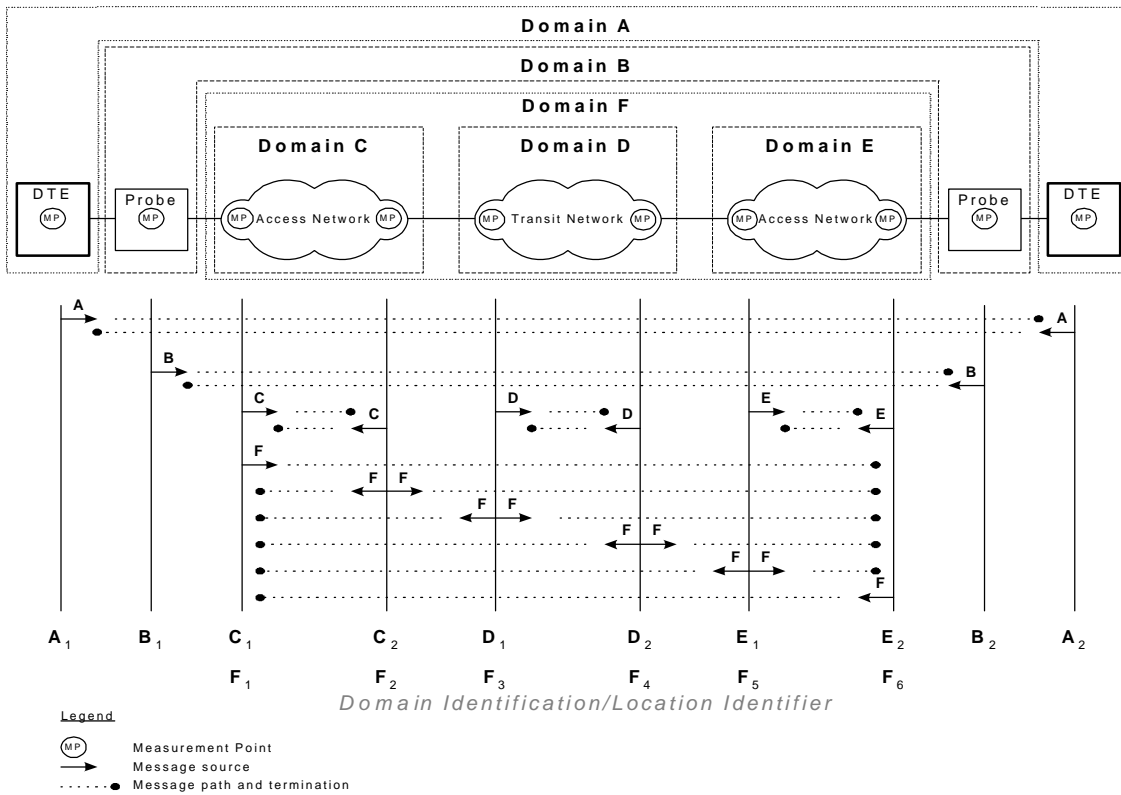 Domain A
Domain B
Domain F
Domain C Domain D Domain E
DTE Probe Probe DTE
MP MP MP Access Network MP MP Transit Network MP MP Access Network MP MP MP
A
A
B
B
C D E
C D E
F
F F
F F
F F
F F
F
A1 B1 C1 C2 D1 D2 E1 E2 B2 A2
F1 F2 F3 F4 F5 F6
Domain Identification/Location Identifier
Legend
MP Measurement Point
Message source
Message path and termination